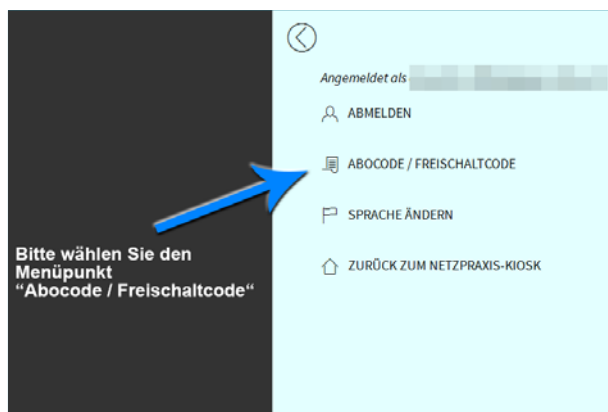 Angemeldet als
ABMELDEN
ABOCODE / FREISCHALTCODE
SPRACHE ÄNDERN
ZURÜCK ZUM NETZPRAXIS-KIOSK
Bitte wählen Sie den
Menüpunkt
“Abocode / Freischaltcode“